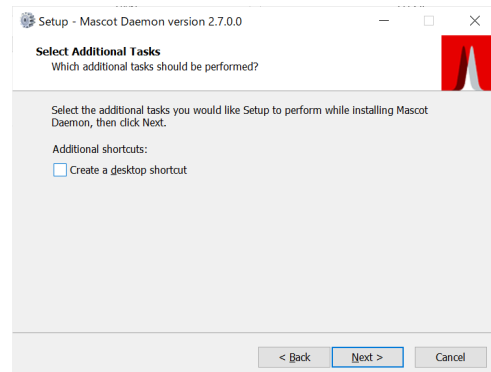 Setup - Mascot Daemon version 2.7.0.0
Select Additional Tasks
Which additional tasks should be performed?
Select the additional tasks you would like Setup to perform while installing Mascot
Daemon, then click Next.
Additional shortcuts:
Create a desktop shortcut
< Back
Next >
Cancel